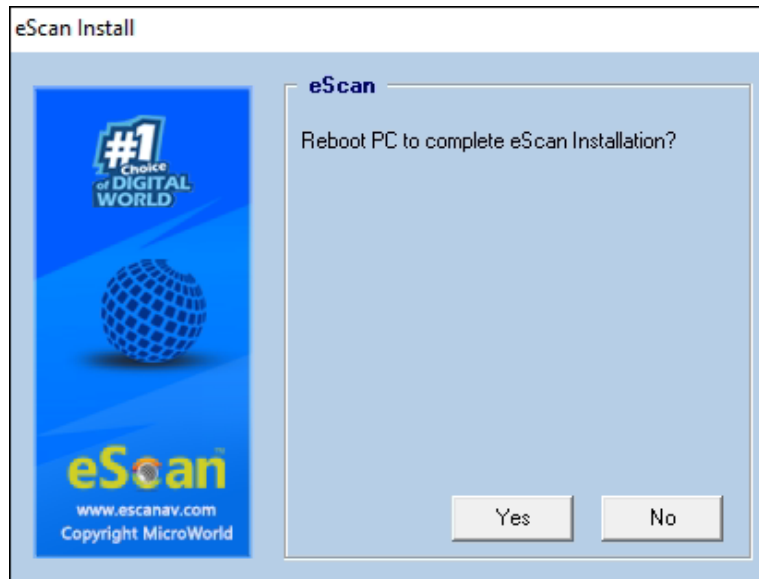 eScan Install
#1
Choice
of DIGITAL
WORLD
eScan™
www.escanav.com
Copyright MicroWorld
eScan
Reboot PC to complete eScan Installation?
Yes
No